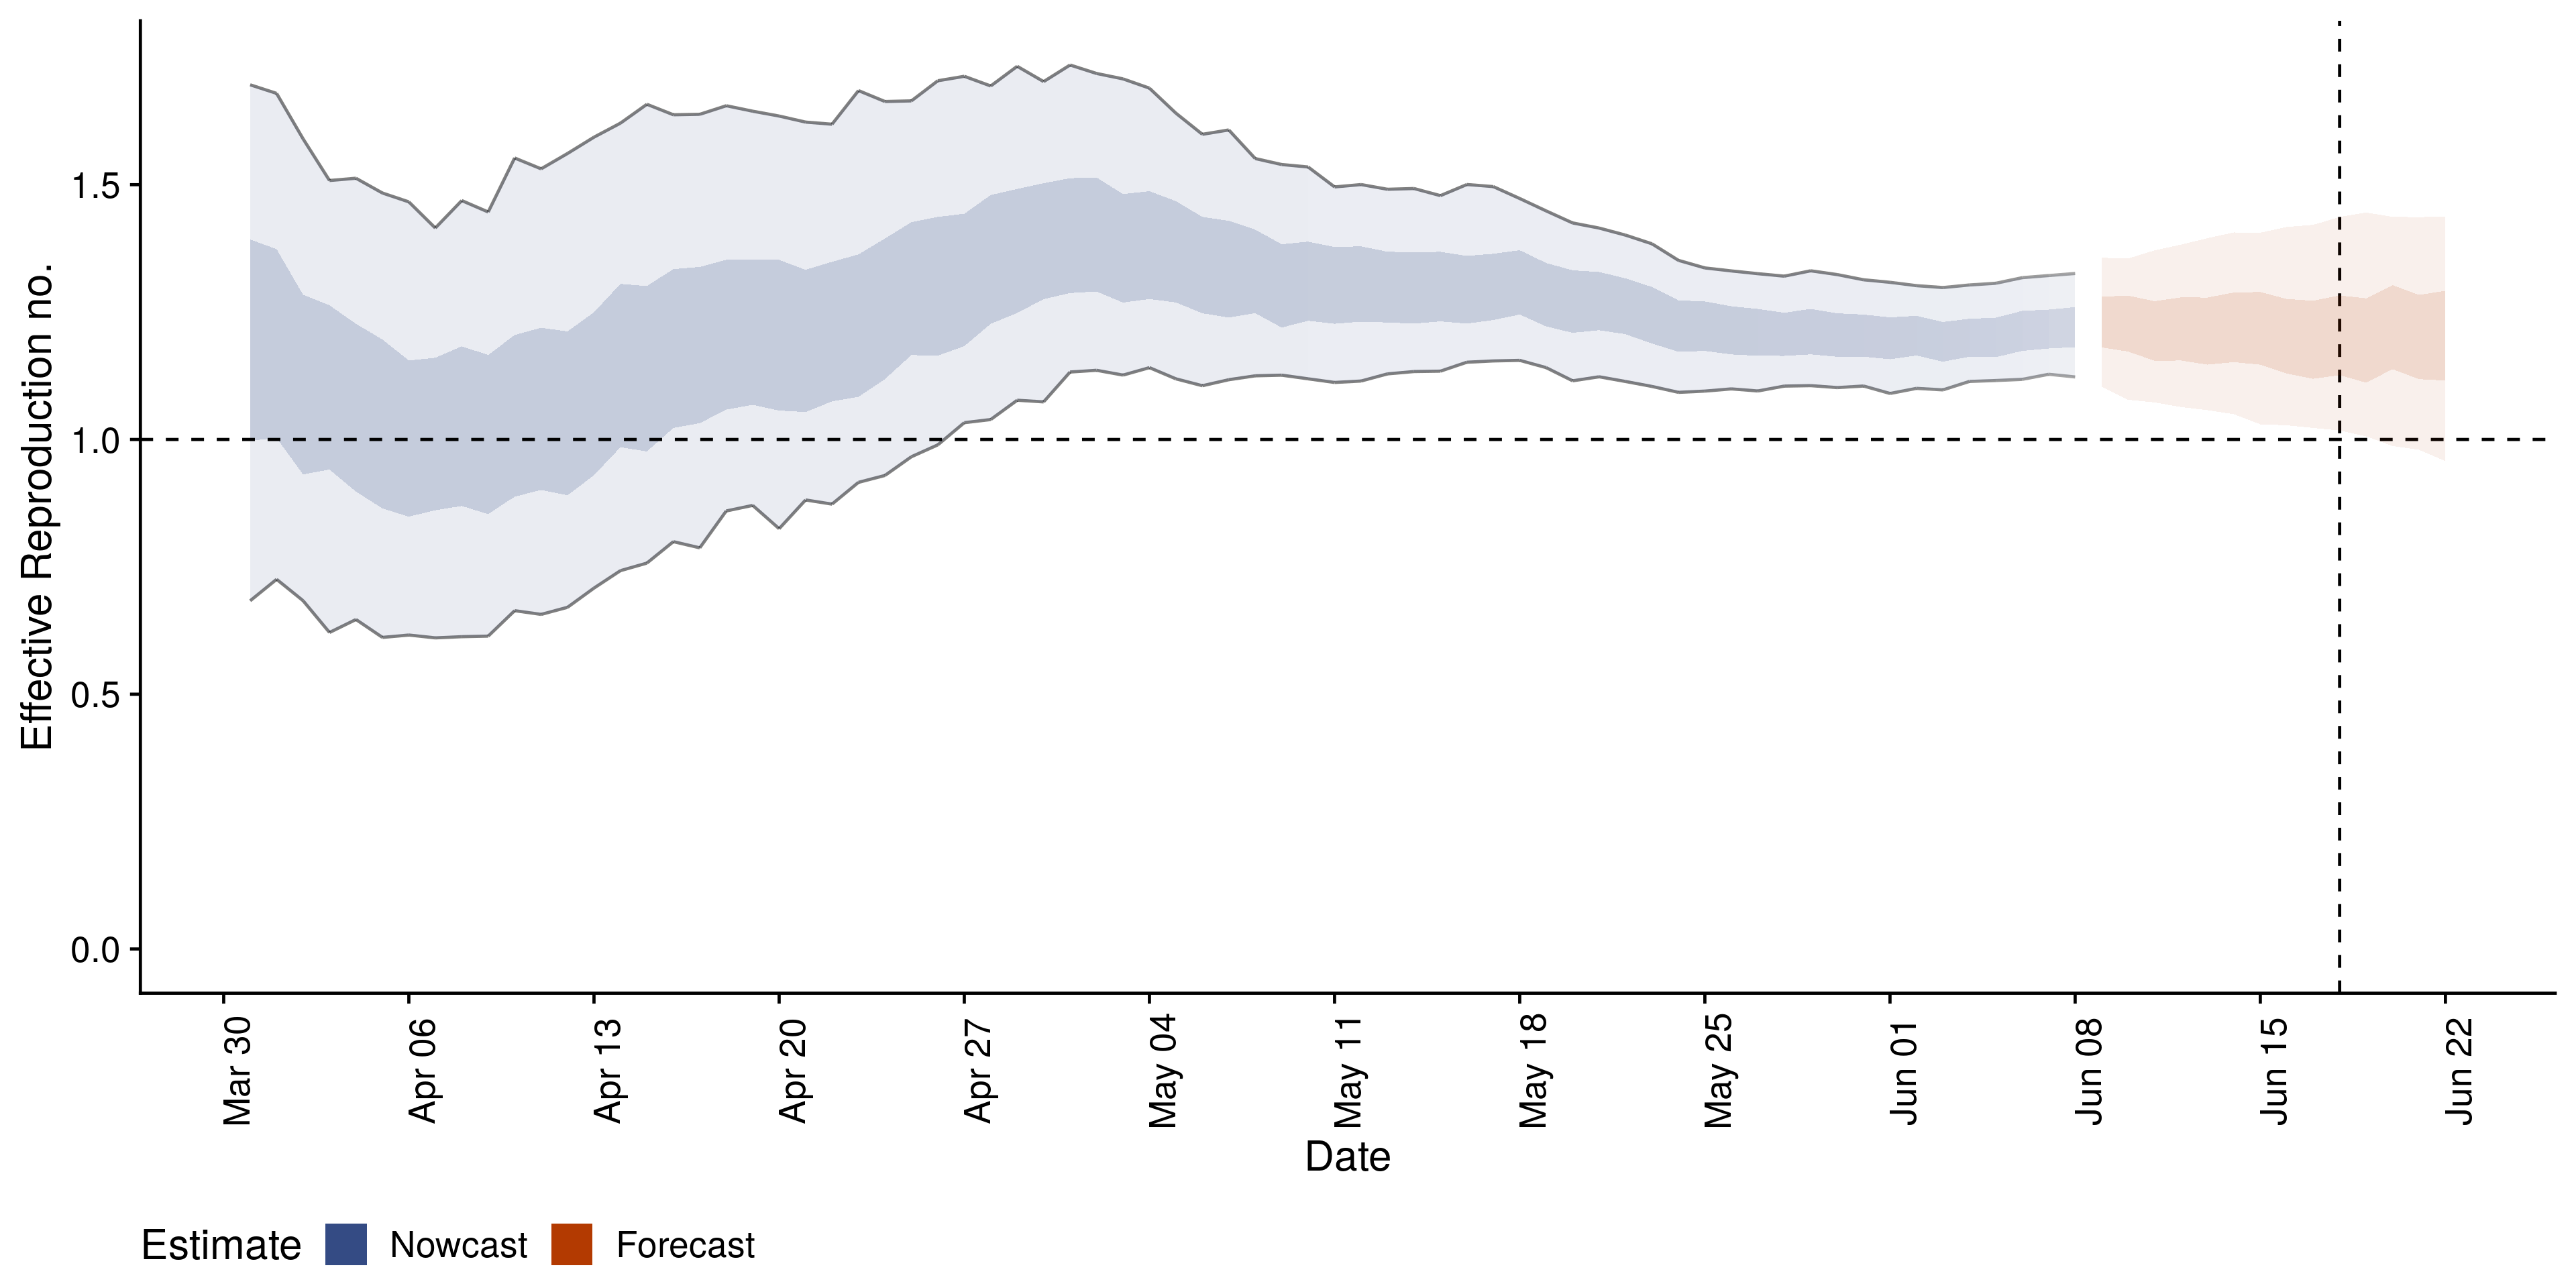 Effective Reproduction no.
1.5
1.0
0.5
0.0
Mar 30
Apr 06
Apr 13
Apr 20
Apr 27
May 04
May 11
May 18
May 25
Jun 01
Jun 08
Jun 15
Jun 22
Date
Estimate Nowcast Forecast